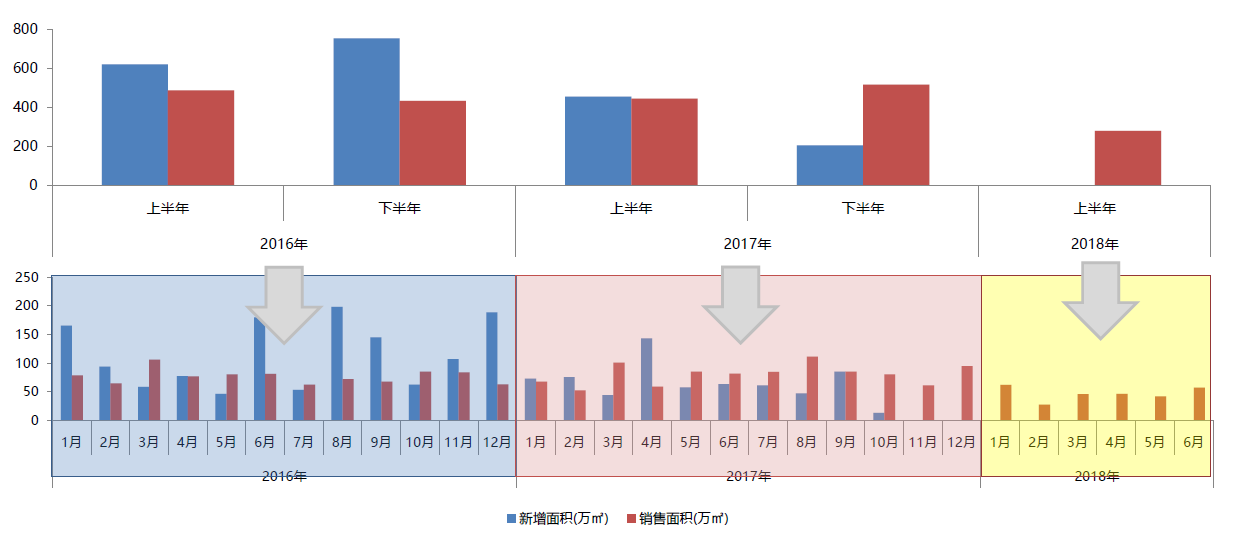 800
600
400
200
0
上半年 下半年 上半年 下半年 上半年
2016年 2017年 2018年
250
200
150
100
50
0
1月 2月 3月 4月 5月 6月 7月 8月 9月 10月 11月 12月 1月 2月 3月 4月 5月 6月 7月 8月 9月 10月 11月 12月 1月 2月 3月 4月 5月 6月
2016年 2017年 2018年
新增面积(万㎡) 销售面积(万㎡)